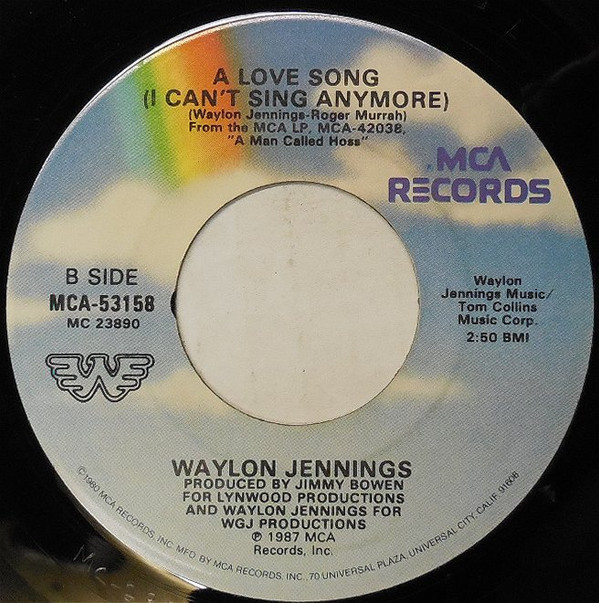 A LOVE SONG
(I CAN'T SING ANYMORE)
(Waylon Jennings-Roger Murrah)
From the MCA LP, MCA-42038,
"A Man Called Hoss"
MCA
RECORDS
B SIDE
MCA-53158
MC 23890
Waylon
Jennings Music/
Tom Collins
Music Corp.
2:50 BMI
W
WAYLON JENNINGS
PRODUCED BY JIMMY BOWEN
FOR LYNWOOD PRODUCTIONS
AND WAYLON JENNINGS FOR
WGJ PRODUCTIONS
℗ 1987 MCA
Records, Inc.
©1980 MCA RECORDS, INC. MFD. BY MCA RECORDS, INC., 70 UNIVERSAL PLAZA, UNIVERSAL CITY, CALIF. 91608